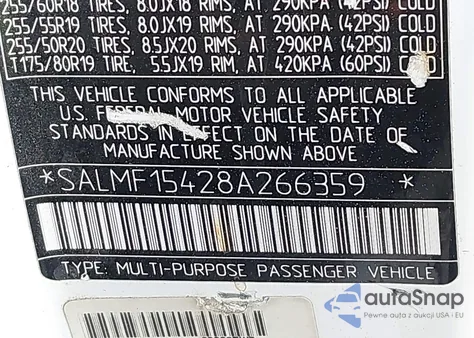 255/60R18 TIRES, 8.0JX18 RIMS, AT 290KPA (42PSI) COLD
255/55R19 TIRES, 8.0JX19 RIMS, AT 290KPA (42PSI) COLD
255/50R20 TIRES, 8.5JX20 RIMS, AT 290KPA (42PSI) COLD
T175/80R19 TIRES, 5.5JX19 RIM, AT 420KPA (60PSI) COLD
THIS VEHICLE CONFORMS TO ALL APPLICABLE
U.S. FEDERAL MOTOR VEHICLE SAFETY
STANDARDS IN EFFECT ON THE DATE OF
MANUFACTURE SHOWN ABOVE
*SALMF15428A266359 *
TYPE: MULTI-PURPOSE PASSENGER VEHICLE
autaSnap
Pewne auta z aukcji USA i EU